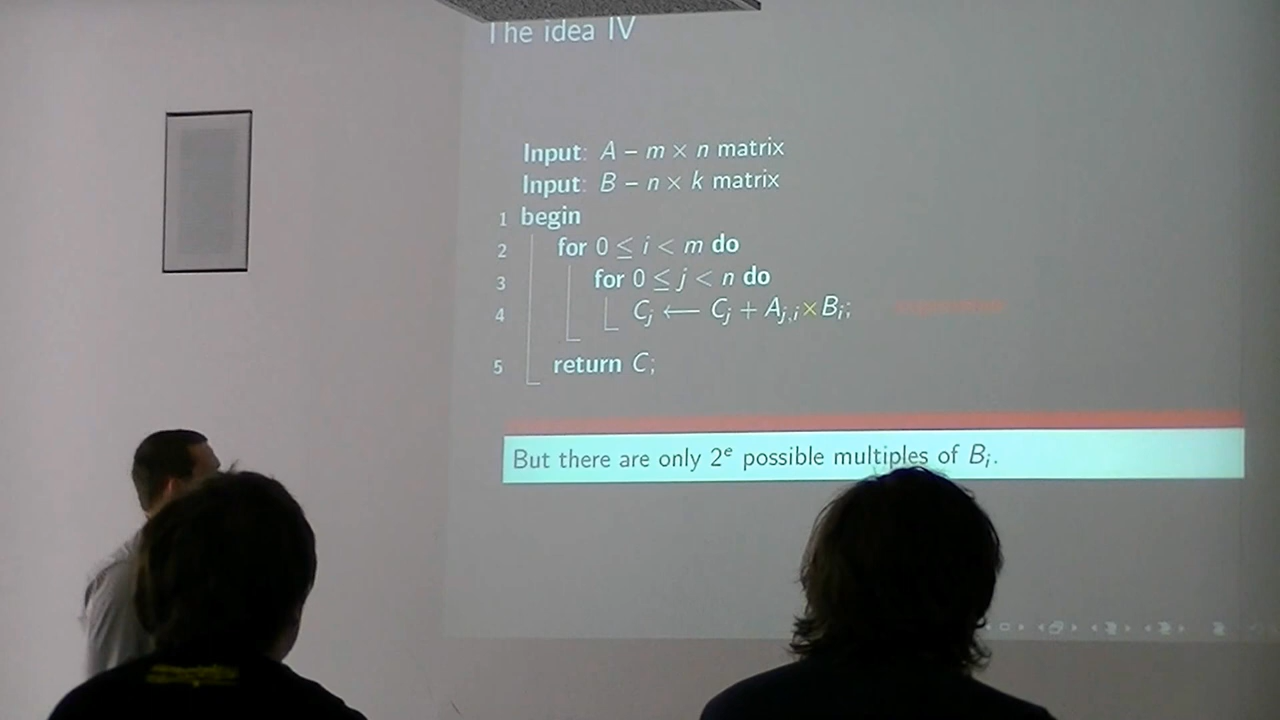 The idea IV
Input: A – m × n matrix
Input: B – n × k matrix
1 begin
2 for 0 ≤ i < m do
3 for 0 ≤ j < n do
4 C_j ⟵ C_j + A_{j,i} × B_i;
5 return C;
But there are only 2^e possible multiples of B_i.